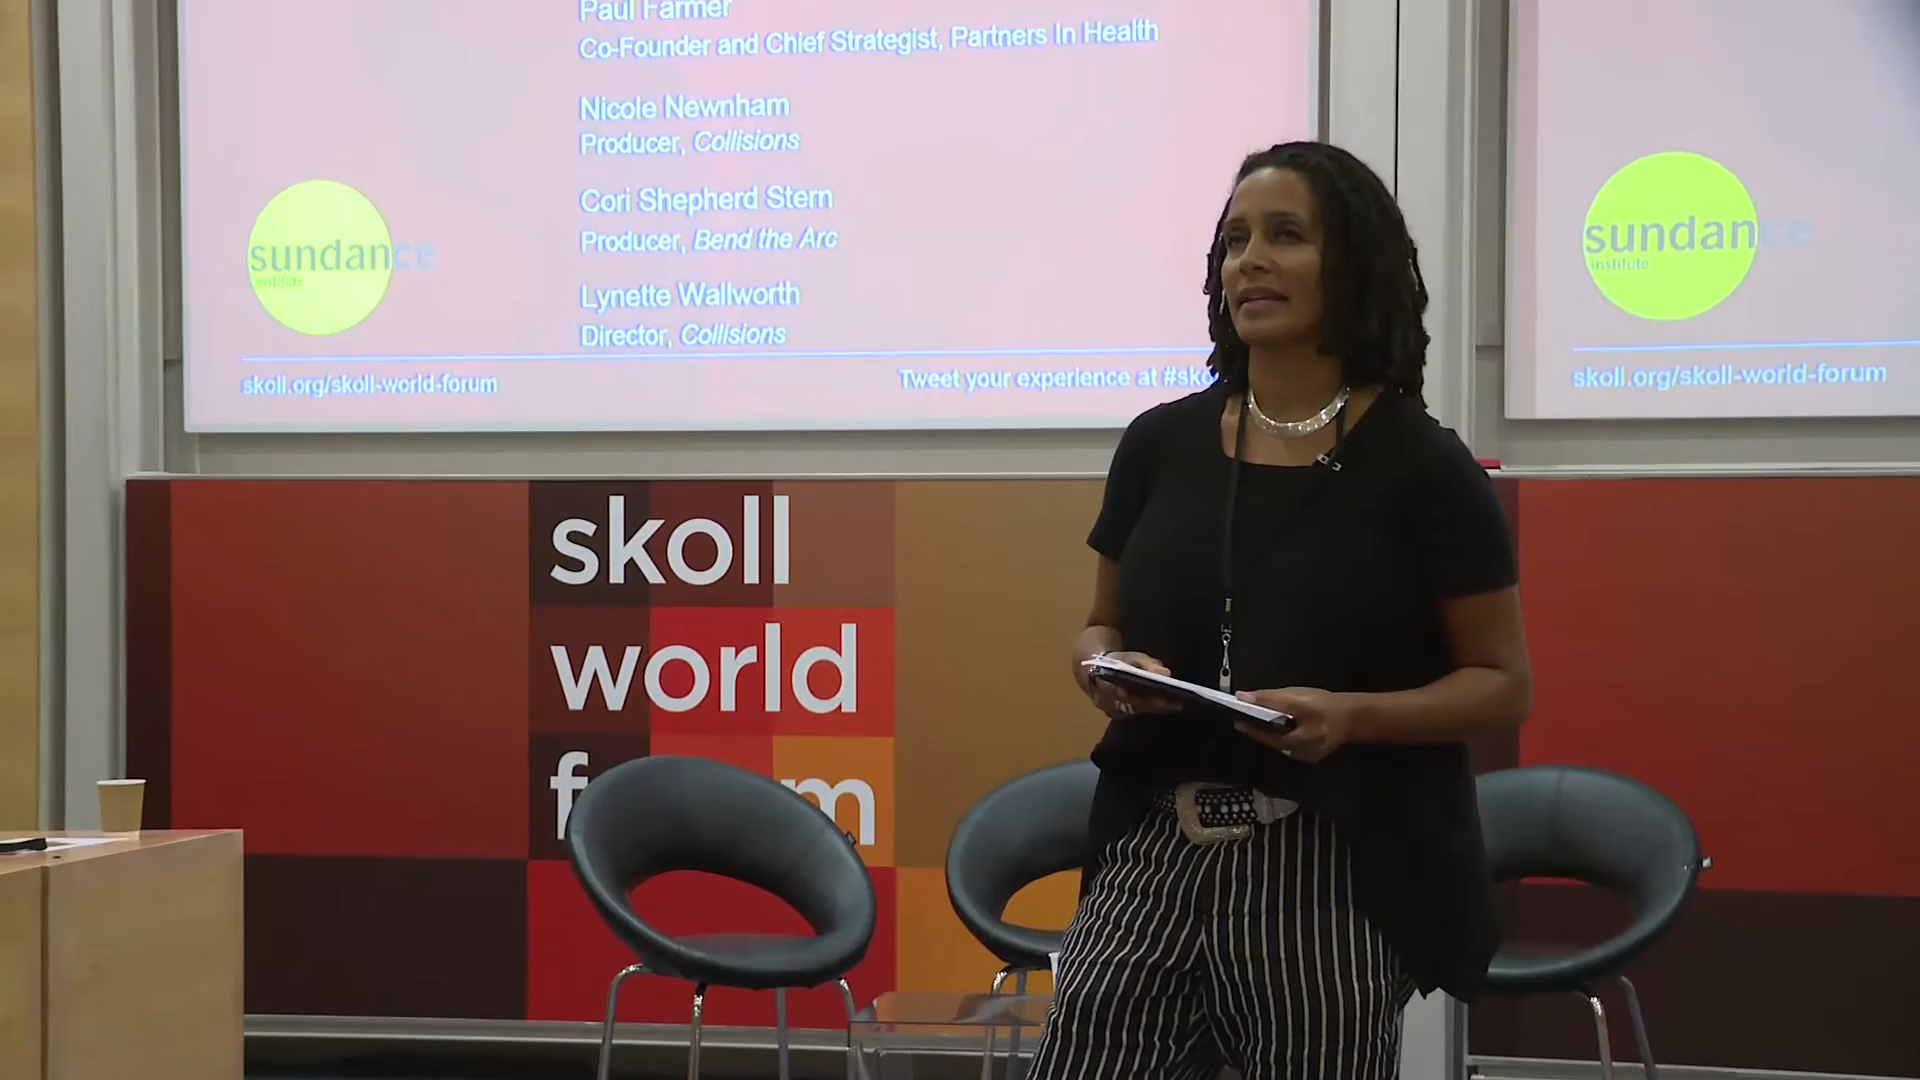 Paul Farmer
Co-Founder and Chief Strategist, Partners In Health
Nicole Newnham
Producer, Collisions
Cori Shepherd Stern
Producer, Bend the Arc
Lynette Wallworth
Director, Collisions
sundance
institute
skoll.org/skoll-world-forum
Tweet your experience at #sko
sundance
institute
skoll.org/skoll-world-forum
skoll
world
f m